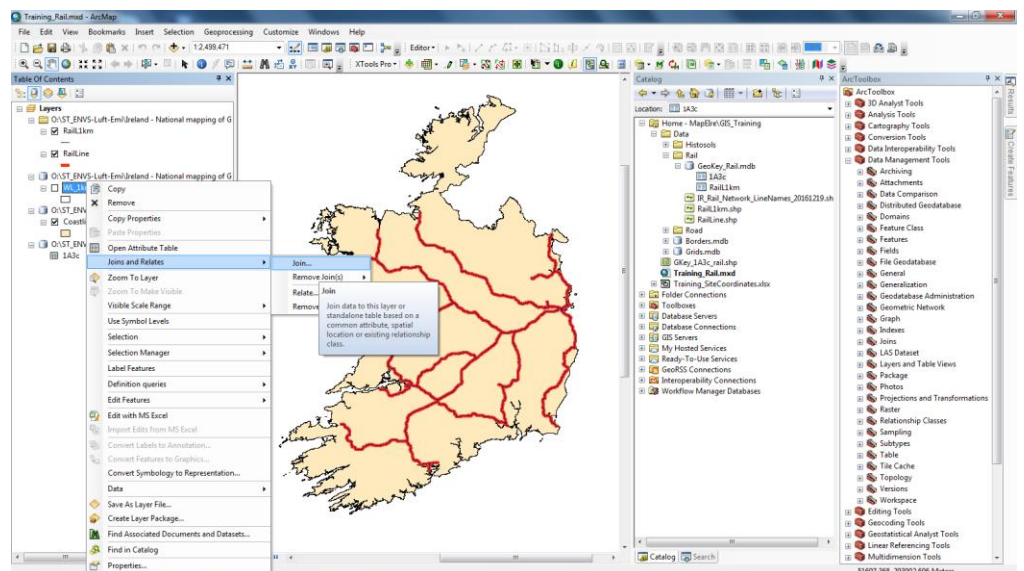 Training_Rail.mxd - ArcMap
File Edit View Bookmarks Insert Selection Geoprocessing Customize Windows Help
1:2,499,471
Editor
XTools Pro
Table Of Contents
Layers
O:\ST_ENVS-Luft-Emi\Ireland - National mapping of G
RailL1km
RailLine
O:\ST_ENVS-Luft-Emi\Ireland - National mapping of G
WL_1k
O:\ST_ENV
Coastli
O:\ST_ENV
1A3c
Copy
Remove
Copy Properties
Paste Properties
Open Attribute Table
Joins and Relates
Zoom To Layer
Zoom To Make Visible
Visible Scale Range
Use Symbol Levels
Selection
Selection Manager
Label Features
Definition queries
Edit Features
Edit with MS Excel
Import Edits from MS Excel
Convert Labels to Annotation...
Convert Features to Graphics...
Convert Symbology to Representation...
Data
Save As Layer File...
Create Layer Package...
Find Associated Documents and Datasets...
Find in Catalog
Properties...
Join...
Remove Join(s)
Relate...
Remove
Join
Join data to this layer or
standalone table based on a
common attribute, spatial
location or existing relationship
class.
Catalog
Location: 1A3c
Home - MapEIre\GIS_Training
Data
Histosols
Rail
GeoKey_Rail.mdb
1A3c
RailL1km
IR_Rail_Network_LineNames_20161219.sh
RailL1km.shp
RailLine.shp
Road
Borders.mdb
Grids.mdb
GKey_1A3c_rail.shp
Training_Rail.mxd
Training_SiteCoordinates.xlsx
Folder Connections
Toolboxes
Database Servers
Database Connections
GIS Servers
My Hosted Services
Ready-To-Use Services
GeoRSS Connections
Interoperability Connections
Workflow Manager Databases
Catalog Search
ArcToolbox
ArcToolbox
3D Analyst Tools
Analysis Tools
Cartography Tools
Conversion Tools
Data Interoperability Tools
Data Management Tools
Archiving
Attachments
Data Comparison
Distributed Geodatabase
Domains
Feature Class
Features
Fields
File Geodatabase
General
Generalization
Geodatabase Administration
Geometric Network
Graph
Indexes
Joins
LAS Dataset
Layers and Table Views
Package
Photos
Projections and Transformations
Raster
Relationship Classes
Sampling
Subtypes
Table
Tile Cache
Topology
Versions
Workspace
Editing Tools
Geocoding Tools
Geostatistical Analyst Tools
Linear Referencing Tools
Multidimension Tools
Results
Create Features